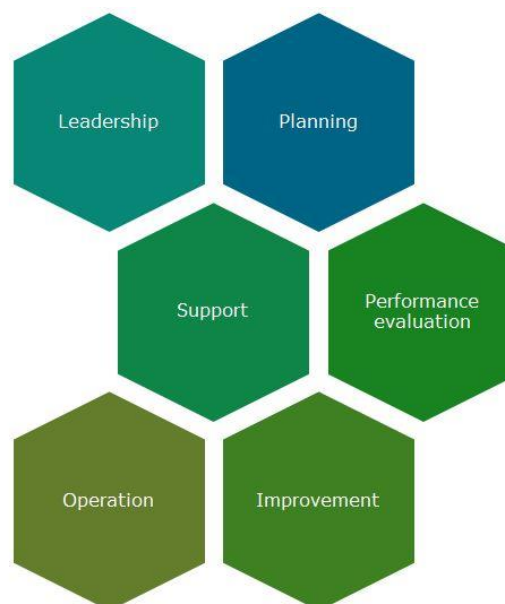 Leadership
Planning
Support
Performance
evaluation
Operation
Improvement